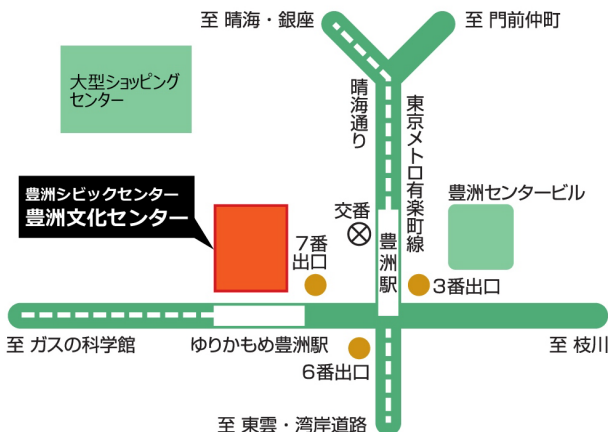 至 晴海・銀座
至 門前仲町
大型ショッピング
センター
晴海通り
東京メトロ有楽町線
豊洲シビックセンター
豊洲文化センター
豊洲センタービル
交番
7番
出口
豊洲駅
3番出口
至 ガスの科学館
ゆりかもめ豊洲駅
至 枝川
6番出口
至 東雲・湾岸道路